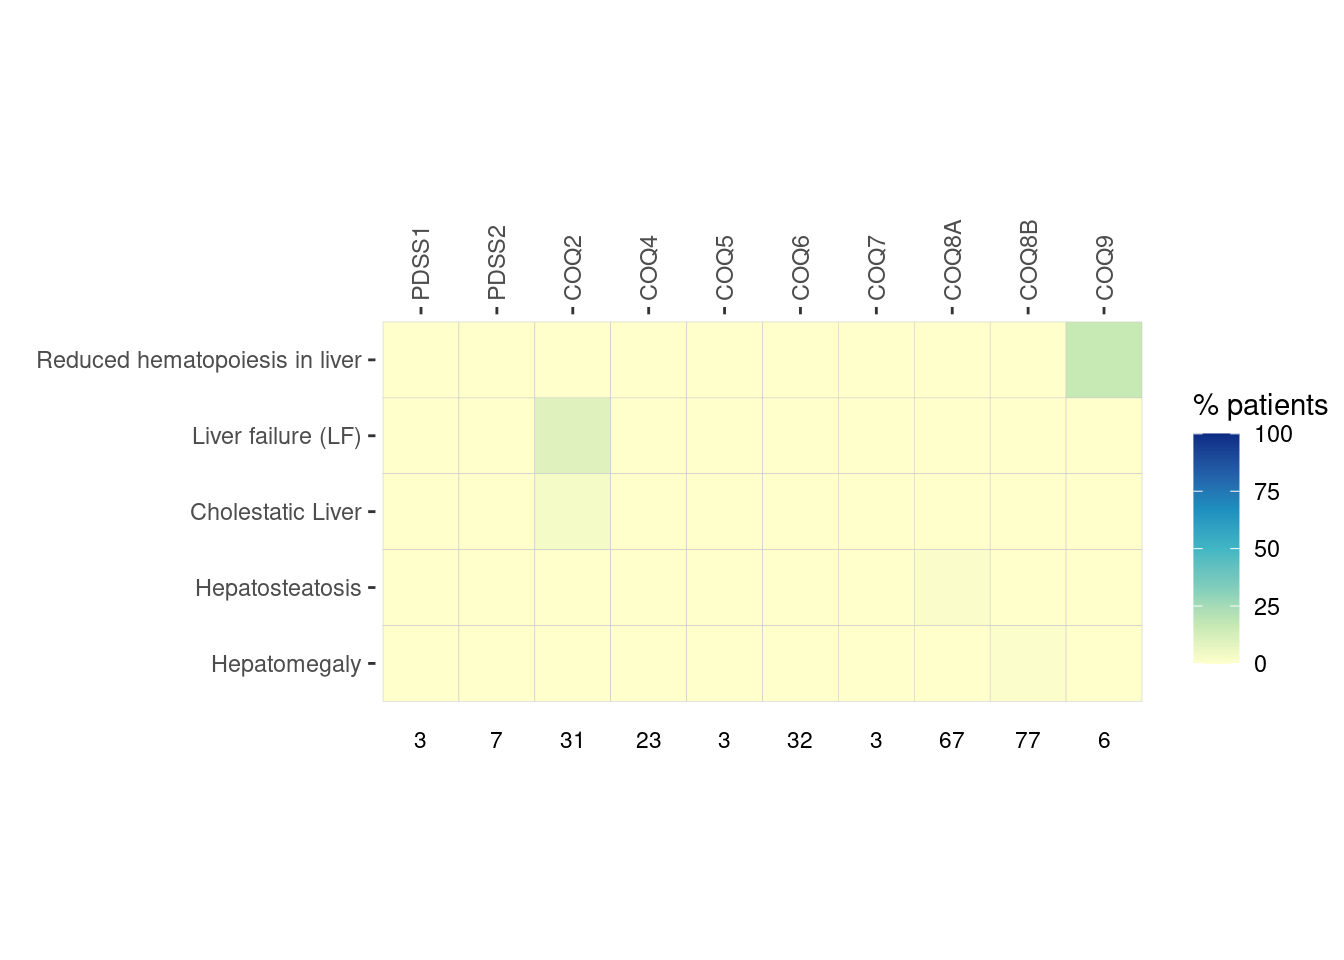 PDSS1
PDSS2
COQ2
COQ4
COQ5
COQ6
COQ7
COQ8A
COQ8B
COQ9
Reduced hematopoiesis in liver
Liver failure (LF)
Cholestatic Liver
Hepatosteatosis
Hepatomegaly
3 7 31 23 3 32 3 67 77 6
% patients
100
75
50
25
0